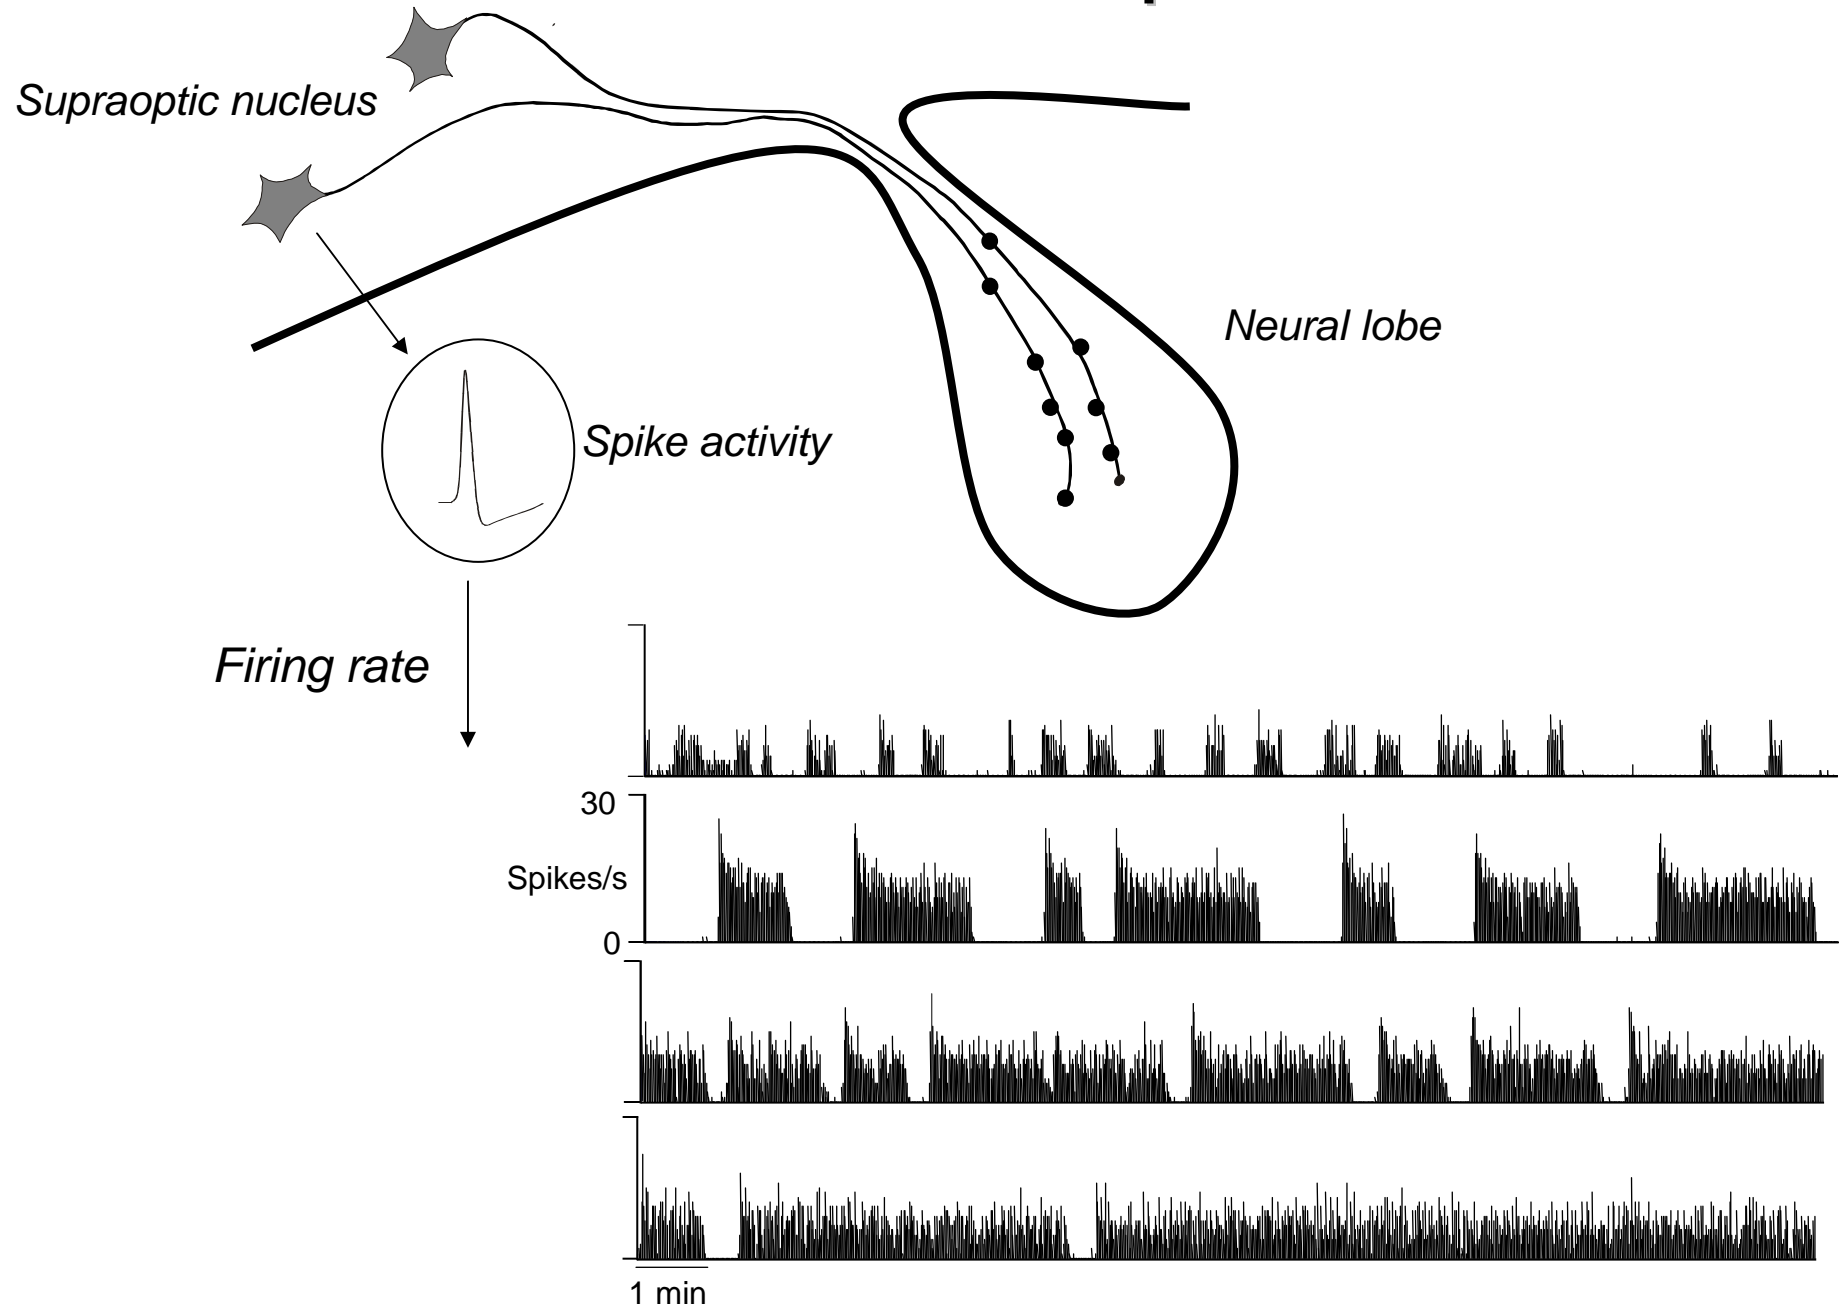 Supraoptic nucleus
Neural lobe
Spike activity
Firing rate
30
Spikes/s
0
1 min